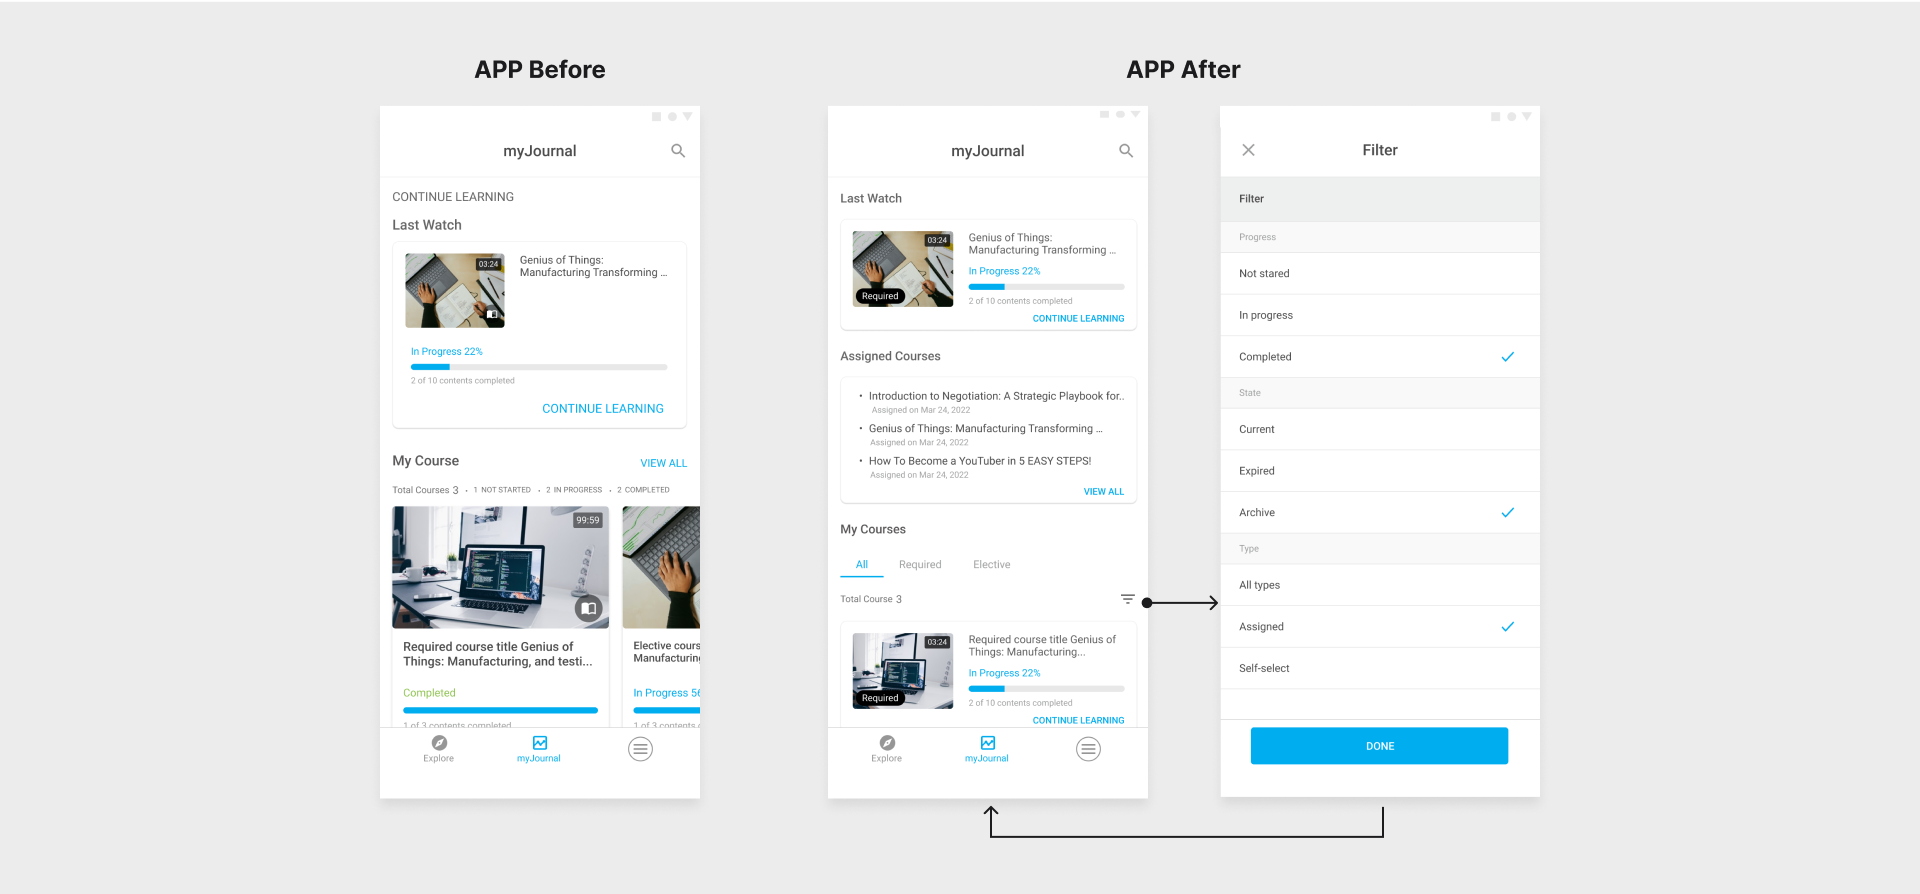 APP Before
APP After
myJournal
CONTINUE LEARNING
Last Watch
03:24
Genius of Things:
Manufacturing Transforming ...
In Progress 22%
2 of 10 contents completed
CONTINUE LEARNING
My Course
VIEW ALL
Total Courses 3 • 1 NOT STARTED • 2 IN PROGRESS • 2 COMPLETED
99:59
Required course title Genius of
Things: Manufacturing, and testi...
Completed
1 of 3 contents completed
Elective cours
Manufacturing
In Progress 56
1 of 3 contents
Explore
myJournal
myJournal
Last Watch
03:24
Required
Genius of Things:
Manufacturing Transforming ...
In Progress 22%
2 of 10 contents completed
CONTINUE LEARNING
Assigned Courses
• Introduction to Negotiation: A Strategic Playbook for..
Assigned on Mar 24, 2022
• Genius of Things: Manufacturing Transforming ...
Assigned on Mar 24, 2022
• How To Become a YouTuber in 5 EASY STEPS!
Assigned on Mar 24, 2022
VIEW ALL
My Courses
All
Required
Elective
Total Course 3
03:24
Required
Required course title Genius of
Things: Manufacturing...
In Progress 22%
2 of 10 contents completed
CONTINUE LEARNING
Explore
myJournal
Filter
Filter
Progress
Not stared
In progress
Completed
State
Current
Expired
Archive
Type
All types
Assigned
Self-select
DONE